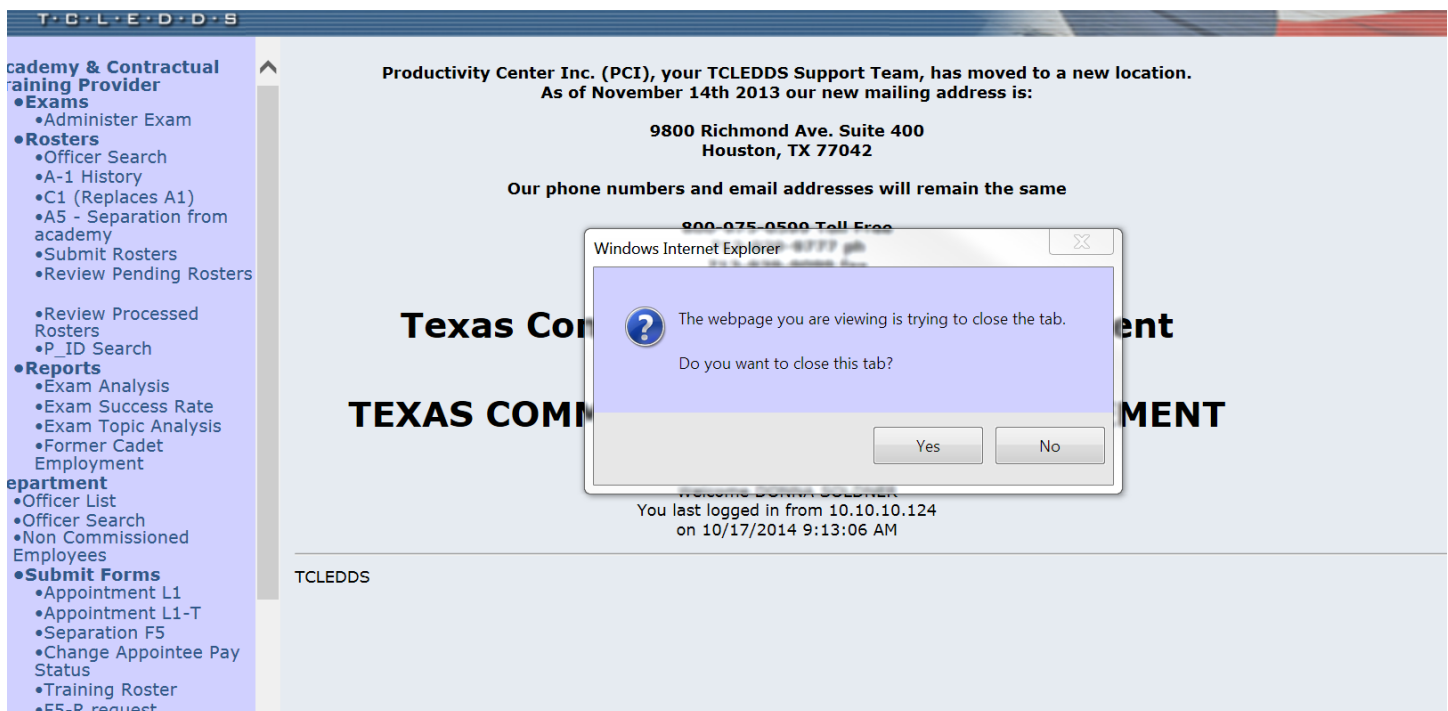 T·C·L·E·D·D·S
cademy & Contractual
raining Provider
•Exams
•Administer Exam
•Rosters
•Officer Search
•A-1 History
•C1 (Replaces A1)
•A5 - Separation from
academy
•Submit Rosters
•Review Pending Rosters
•Review Processed
Rosters
•P_ID Search
•Reports
•Exam Analysis
•Exam Success Rate
•Exam Topic Analysis
•Former Cadet
Employment
epartment
•Officer List
•Officer Search
•Non Commissioned
Employees
•Submit Forms
•Appointment L1
•Appointment L1-T
•Separation F5
•Change Appointee Pay
Status
•Training Roster
•F5-R request
Productivity Center Inc. (PCI), your TCLEDDS Support Team, has moved to a new location.
As of November 14th 2013 our new mailing address is:
9800 Richmond Ave. Suite 400
Houston, TX 77042
Our phone numbers and email addresses will remain the same
800-975-0599 Toll Free
Windows Internet Explorer
The webpage you are viewing is trying to close the tab.
Do you want to close this tab?
Yes
No
Texas Con
ent
TEXAS COMM
MENT
Welcome DONNA SOLDNER
You last logged in from 10.10.10.124
on 10/17/2014 9:13:06 AM
TCLEDDS